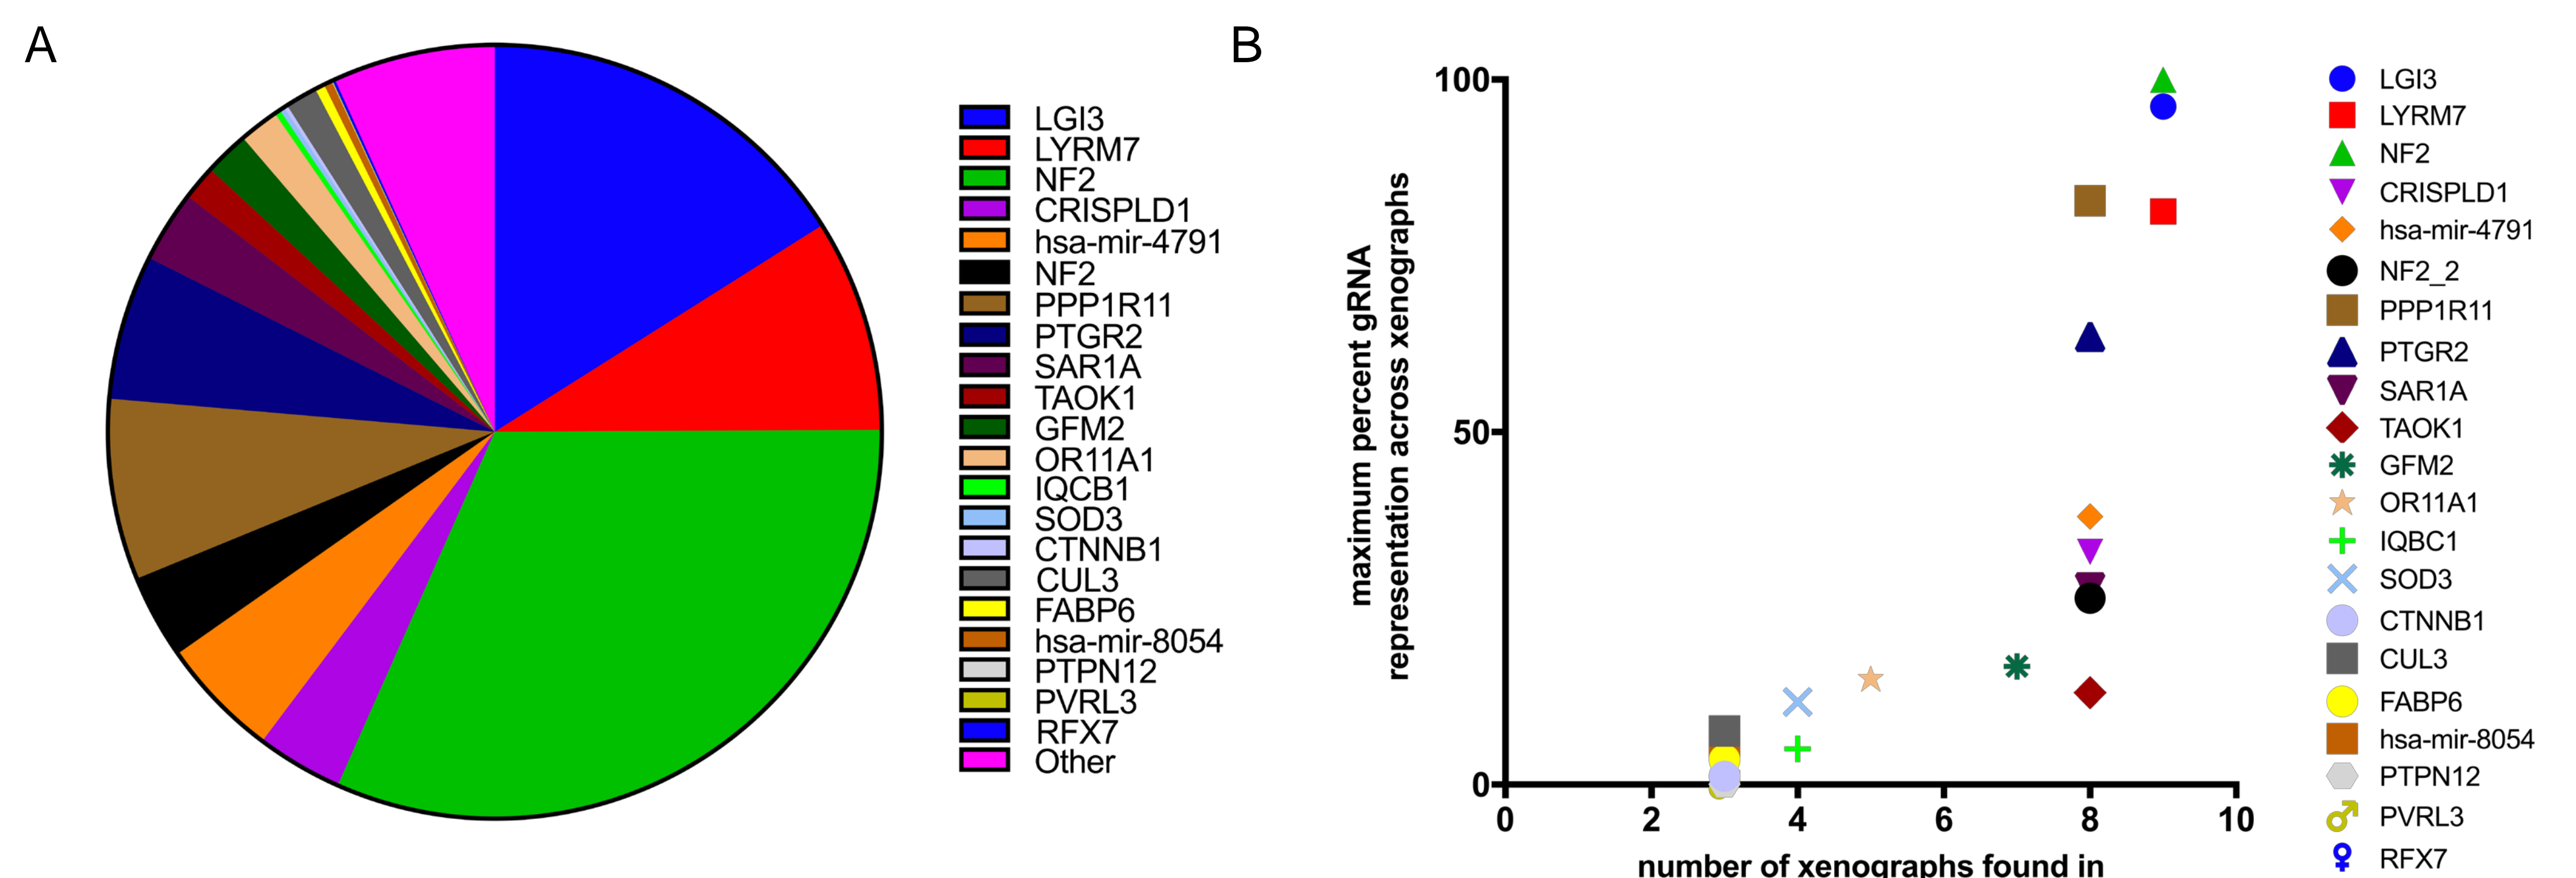 A
LGI3
LYRM7
NF2
CRISPLD1
hsa-mir-4791
NF2
PPP1R11
PTGR2
SAR1A
TAOK1
GFM2
OR11A1
IQCB1
SOD3
CTNNB1
CUL3
FABP6
hsa-mir-8054
PTPN12
PVRL3
RFX7
Other
B
maximum percent gRNA
representation across xenographs
100
50
0
0 2 4 6 8 10
number of xenographs found in
LGI3
LYRM7
NF2
CRISPLD1
hsa-mir-4791
NF2_2
PPP1R11
PTGR2
SAR1A
TAOK1
GFM2
OR11A1
IQBC1
SOD3
CTNNB1
CUL3
FABP6
hsa-mir-8054
PTPN12
PVRL3
RFX7